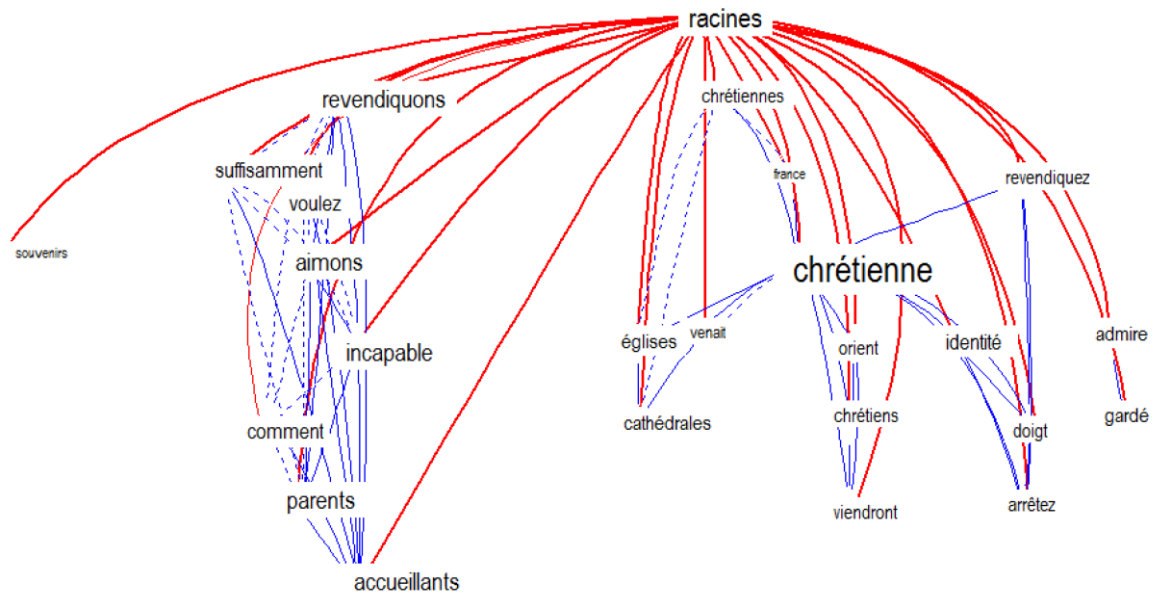 racines
revendiquons
chrétiennes
suffisamment
france
revendiquez
voulez
souvenirs
aimons
chrétienne
églises
venait
orient
identité
admire
incapable
cathédrales
chrétiens
gardé
comment
doigt
parents
viendront
arrêtez
accueillants